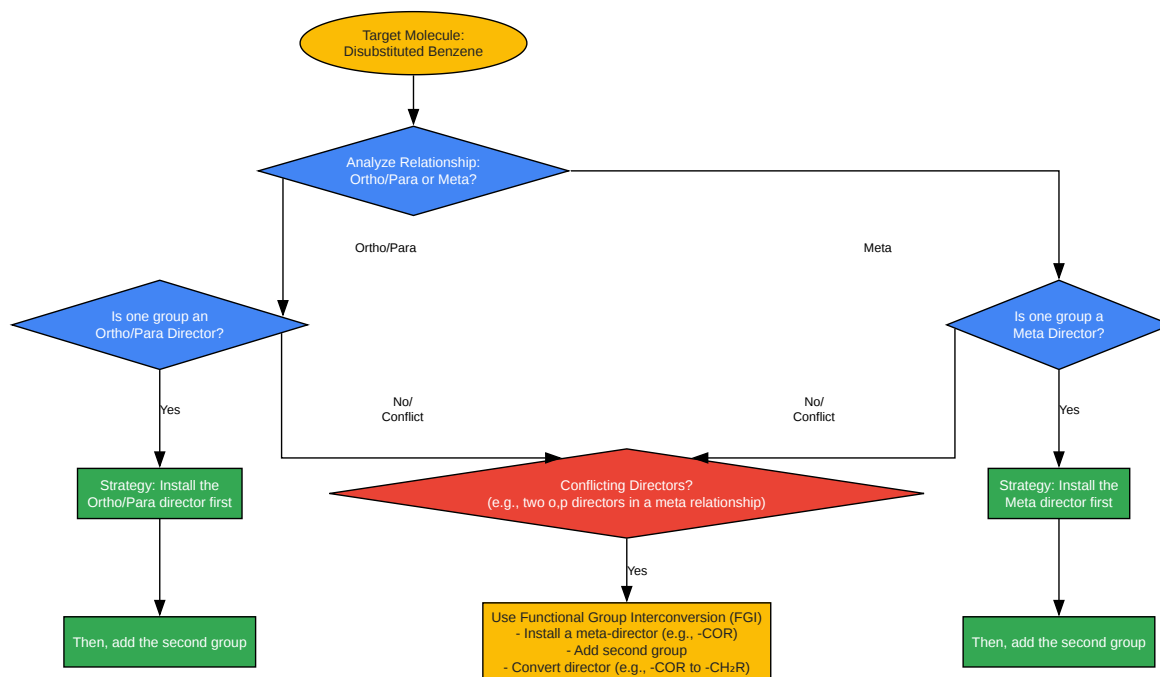 Target Molecule:
Disubstituted Benzene
Analyze Relationship:
Ortho/Para or Meta?
Ortho/Para
Meta
Is one group an
Ortho/Para Director?
Is one group a
Meta Director?
No/
Conflict
No/
Conflict
Yes
Yes
Strategy: Install the
Ortho/Para director first
Conflicting Directors?
(e.g., two o,p directors in a meta relationship)
Strategy: Install the
Meta director first
Yes
Then, add the second group
Use Functional Group Interconversion (FGI)
- Install a meta-director (e.g., -COR)
- Add second group
- Convert director (e.g., -COR to -CH₂R)
Then, add the second group